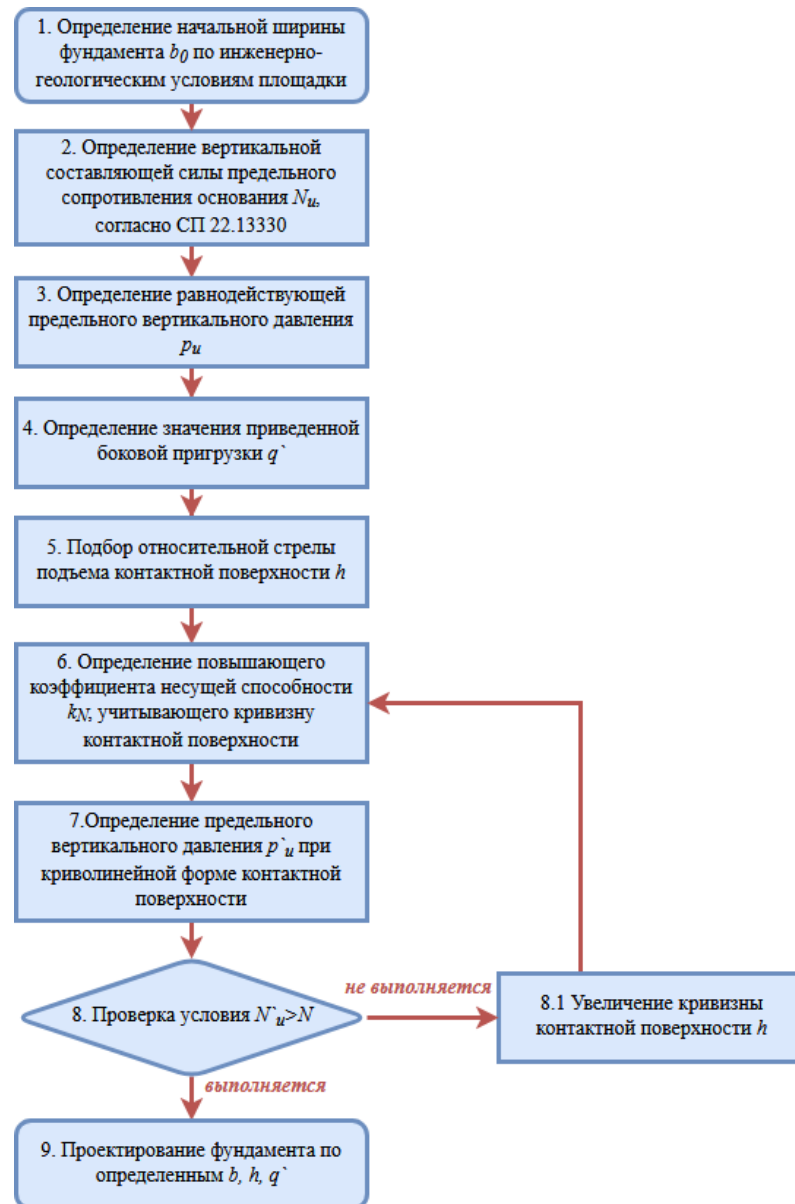 1. Определение начальной ширины
фундамента b0 по инженерно-
геологическим условиям площадки
2. Определение вертикальной
составляющей силы предельного
сопротивления основания Nu,
согласно СП 22.13330
3. Определение равнодействующей
предельного вертикального давления
pu
4. Определение значения приведенной
боковой пригрузки q`
5. Подбор относительной стрелы
подъема контактной поверхности h
6. Определение повышающего
коэффициента несущей способности
kN, учитывающего кривизну
контактной поверхности
7.Определение предельного
вертикального давления p`u при
криволинейной форме контактной
поверхности
8. Проверка условия N`u>N
не выполняется
8.1 Увеличение кривизны
контактной поверхности h
выполняется
9. Проектирование фундамента по
определенным b, h, q`